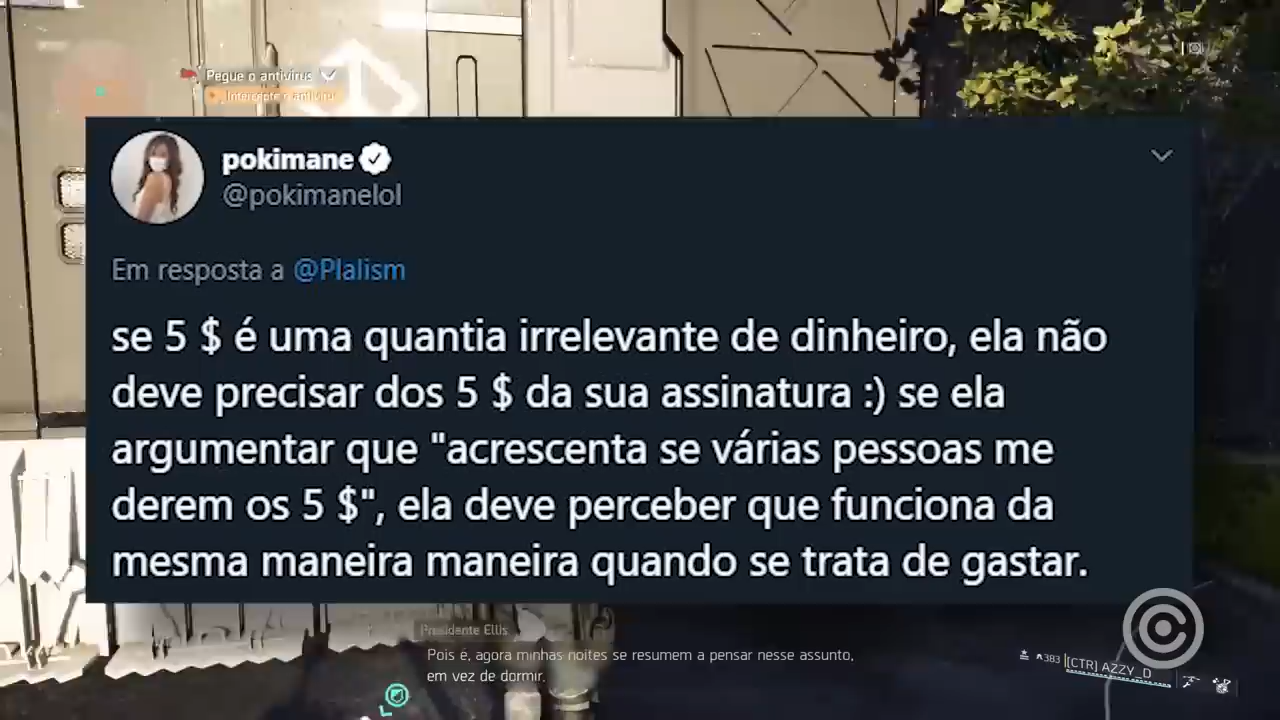 Pegue o antivírus
Intercepte o antivírus
pokimane
@pokimanelol
Em resposta a @Plalism
se 5 $ é uma quantia irrelevante de dinheiro, ela não
deve precisar dos 5 $ da sua assinatura :) se ela
argumentar que "acrescenta se várias pessoas me
derem os 5 $", ela deve perceber que funciona da
mesma maneira maneira quando se trata de gastar.
Presidente Ellis
Pois é, agora minhas noites se resumem a pensar nesse assunto,
em vez de dormir.
383 [CTR] AZZY_D